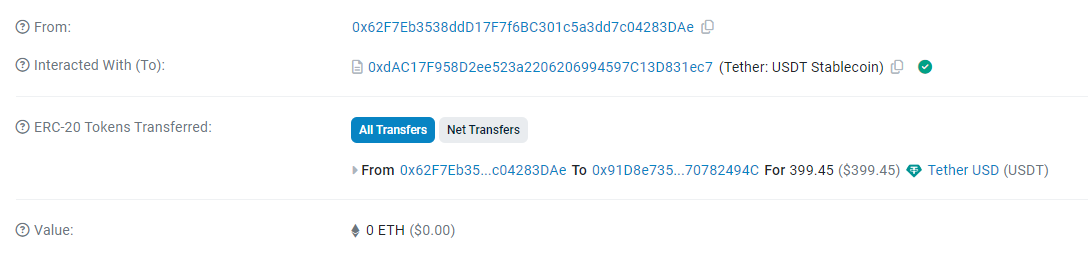 From: 0x62F7Eb3538ddD17F7f6BC301c5a3dd7c04283DAe
Interacted With (To): 0xdAC17F958D2ee523a2206206994597C13D831ec7 (Tether: USDT Stablecoin)
ERC-20 Tokens Transferred: All Transfers Net Transfers
From 0x62F7Eb35...c04283DAe To 0x91D8e735...70782494C For 399.45 ($399.45) Tether USD (USDT)
Value: 0 ETH ($0.00)